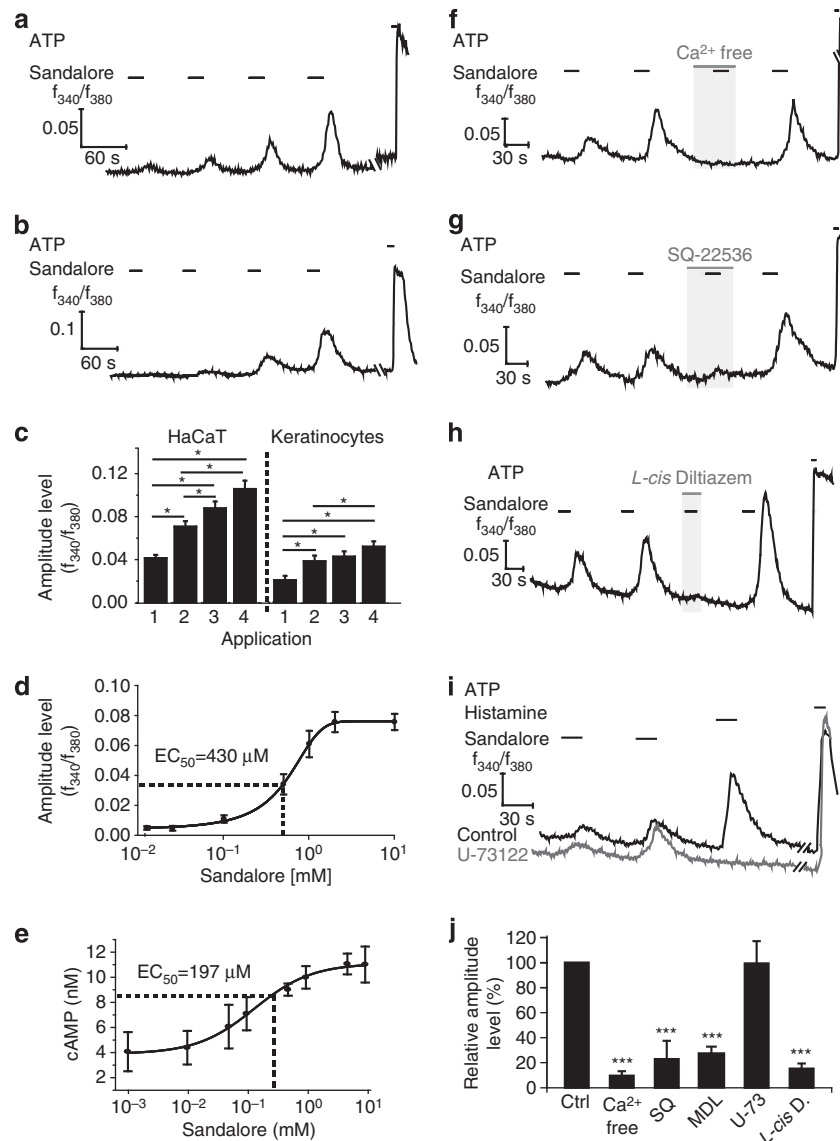 a
ATP
Sandalore
f340/f380
0.05
60 s
b
ATP
Sandalore
f340/f380
0.1
60 s
c
HaCaT Keratinocytes
Amplitude level
(f340/f380)
0.12
0.08
0.04
0.00
* * * * *
* * * * *
1 2 3 4 1 2 3 4
Application
d
Amplitude level
(f340/f380)
0.10
0.08
0.06
0.04
0.02
0.00
EC50=430 µM
10−2 10−1 100 101
Sandalore [mM]
e
cAMP (nM)
12
10
8
6
4
2
EC50=197 µM
10−3 10−2 10−1 100 101
Sandalore (mM)
f
ATP
Ca2+ free
Sandalore
f340/f380
0.05
30 s
g
ATP
SQ-22536
Sandalore
f340/f380
0.05
30 s
h
ATP
L-cis Diltiazem
Sandalore
f340/f380
0.05
30 s
i
ATP
Histamine
Sandalore
f340/f380
0.05
30 s
Control
U-73122
j
Relative amplitude
level (%)
120
100
80
60
40
20
0
*** *** *** ***
Ctrl
Ca2+
free
SQ
MDL
U-73
L-cis D.